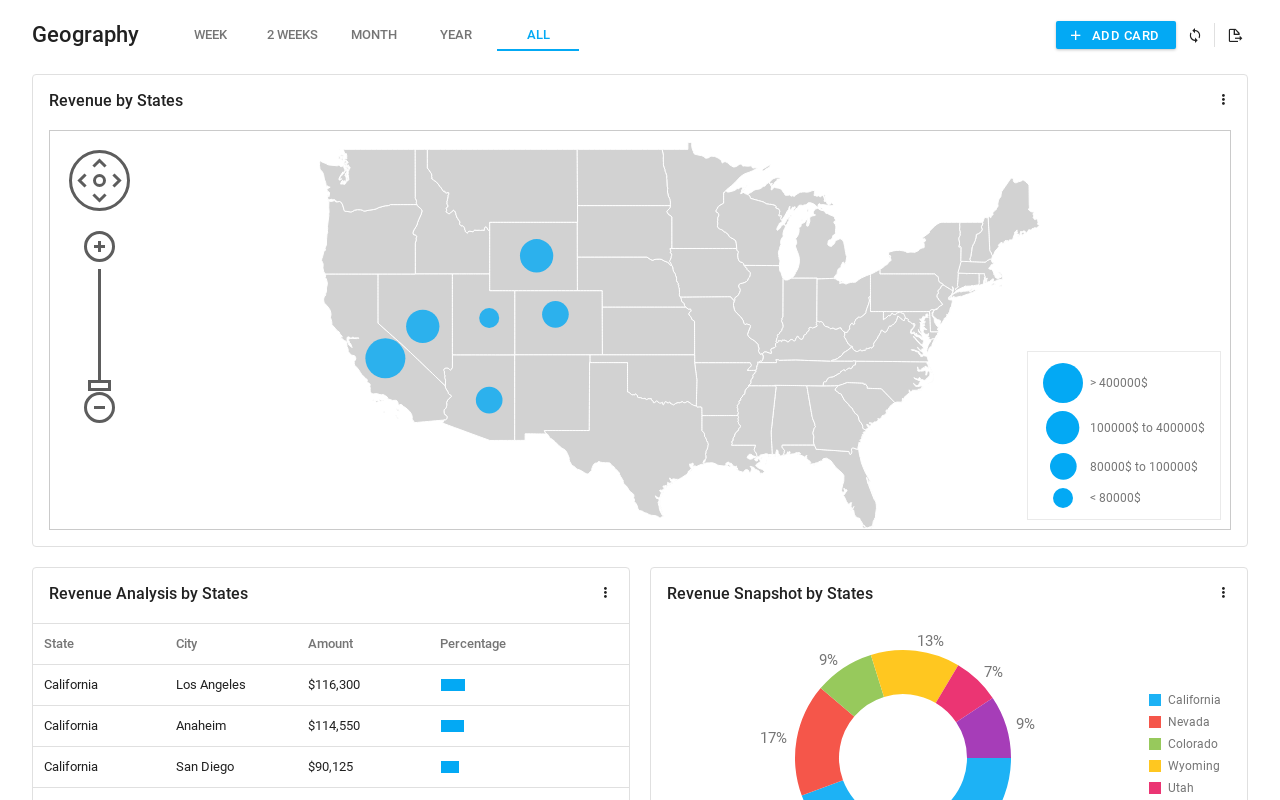 Geography
WEEK
2 WEEKS
MONTH
YEAR
ALL
ADD CARD
Revenue by States
> 400000$
100000$ to 400000$
80000$ to 100000$
< 80000$
Revenue Analysis by States
State City Amount Percentage
California Los Angeles $116,300
California Anaheim $114,550
California San Diego $90,125
Revenue Snapshot by States
13%
9%
7%
9%
17%
California
Nevada
Colorado
Wyoming
Utah